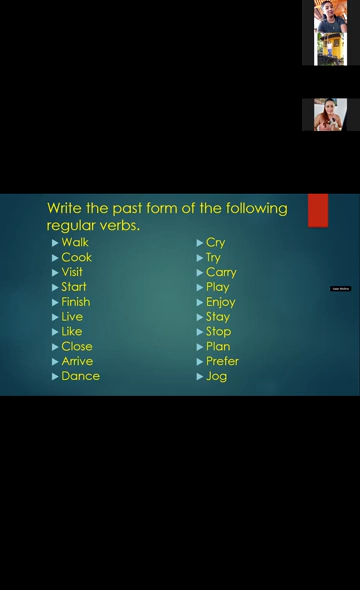 Write the past form of the following
regular verbs.
Walk
Cook
Visit
Start
Finish
Live
Like
Close
Arrive
Dance
Cry
Try
Carry
Play
Enjoy
Stay
Stop
Plan
Prefer
Jog